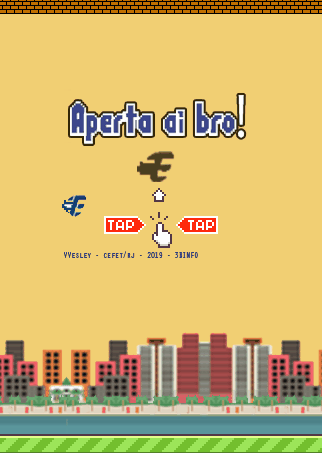 Aperta ai bro!
TAP TAP
WESLEY - CEFET/RJ - 2019 - 3BINFO